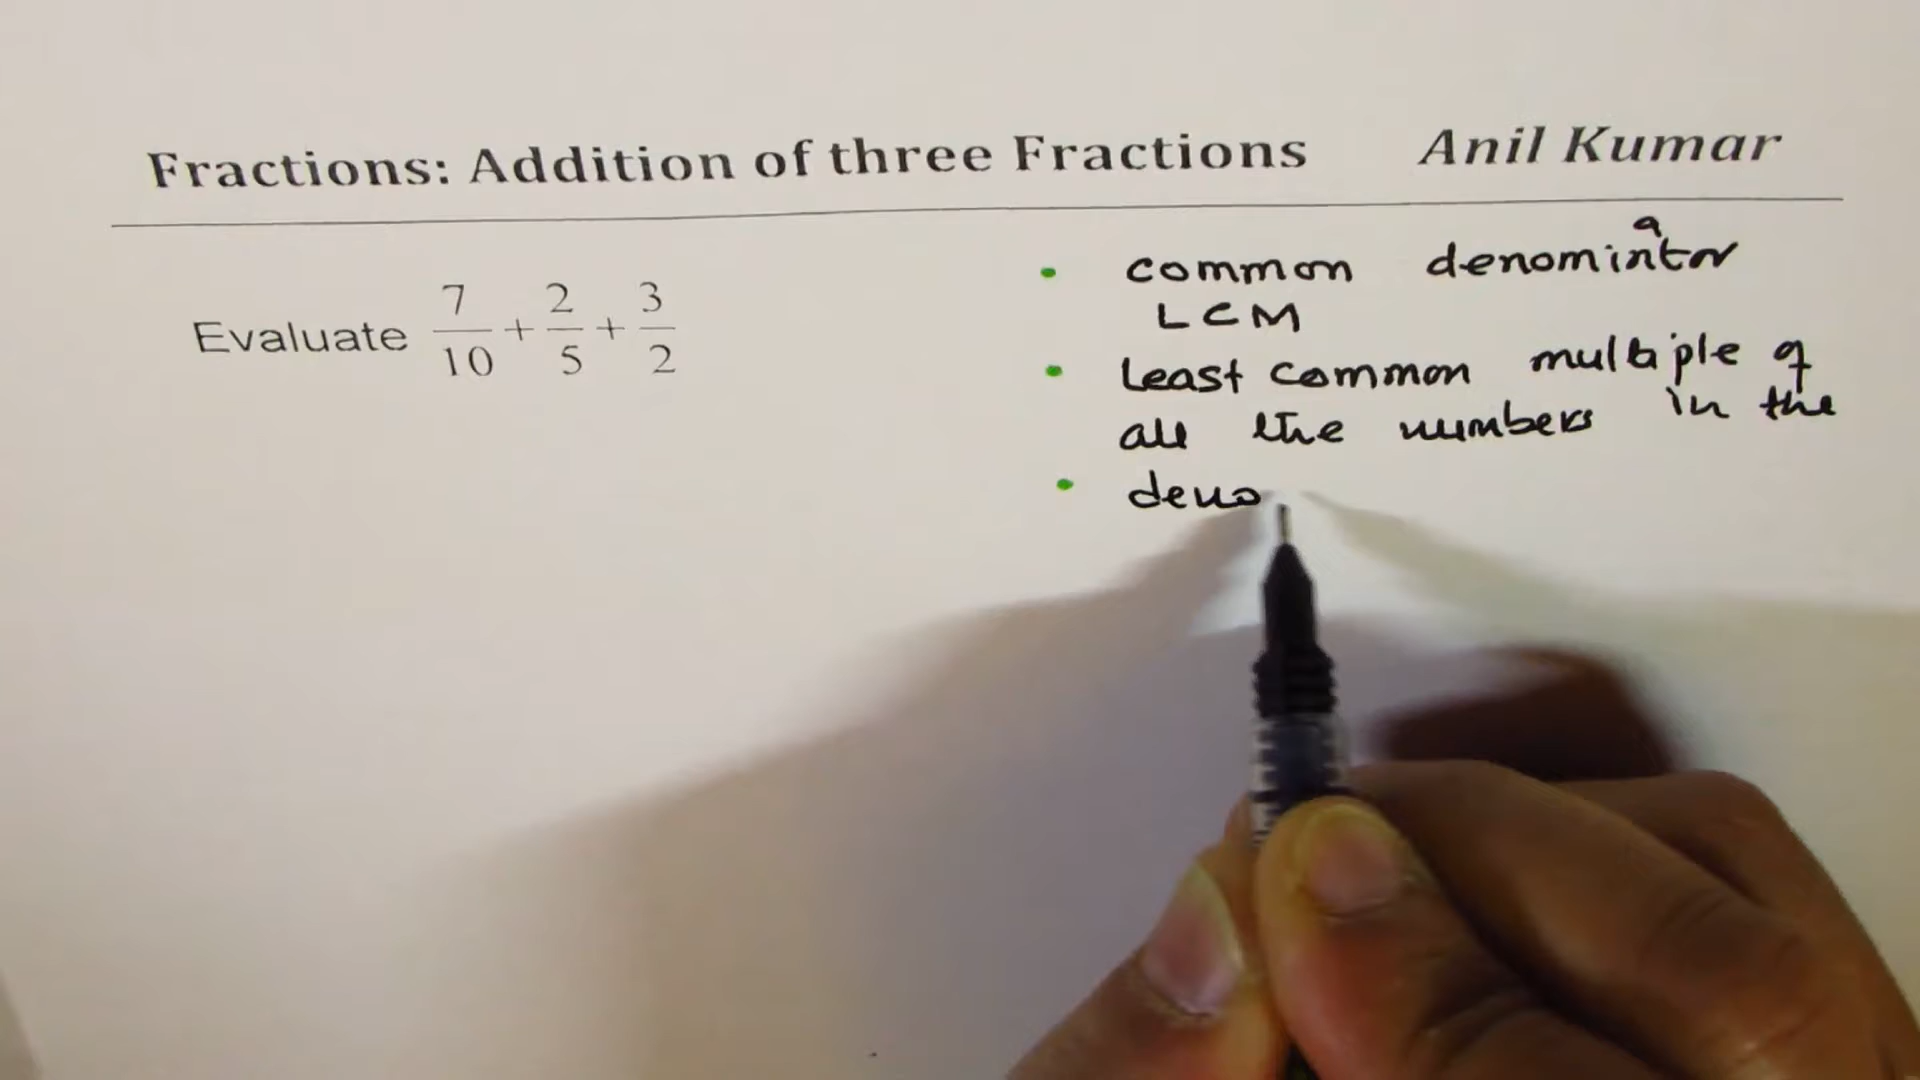 Fractions: Addition of three Fractions Anil Kumar
Evaluate 7/10 + 2/5 + 3/2
• common denominator
LCM
• Least common multiple of
all the numbers in the
• deno